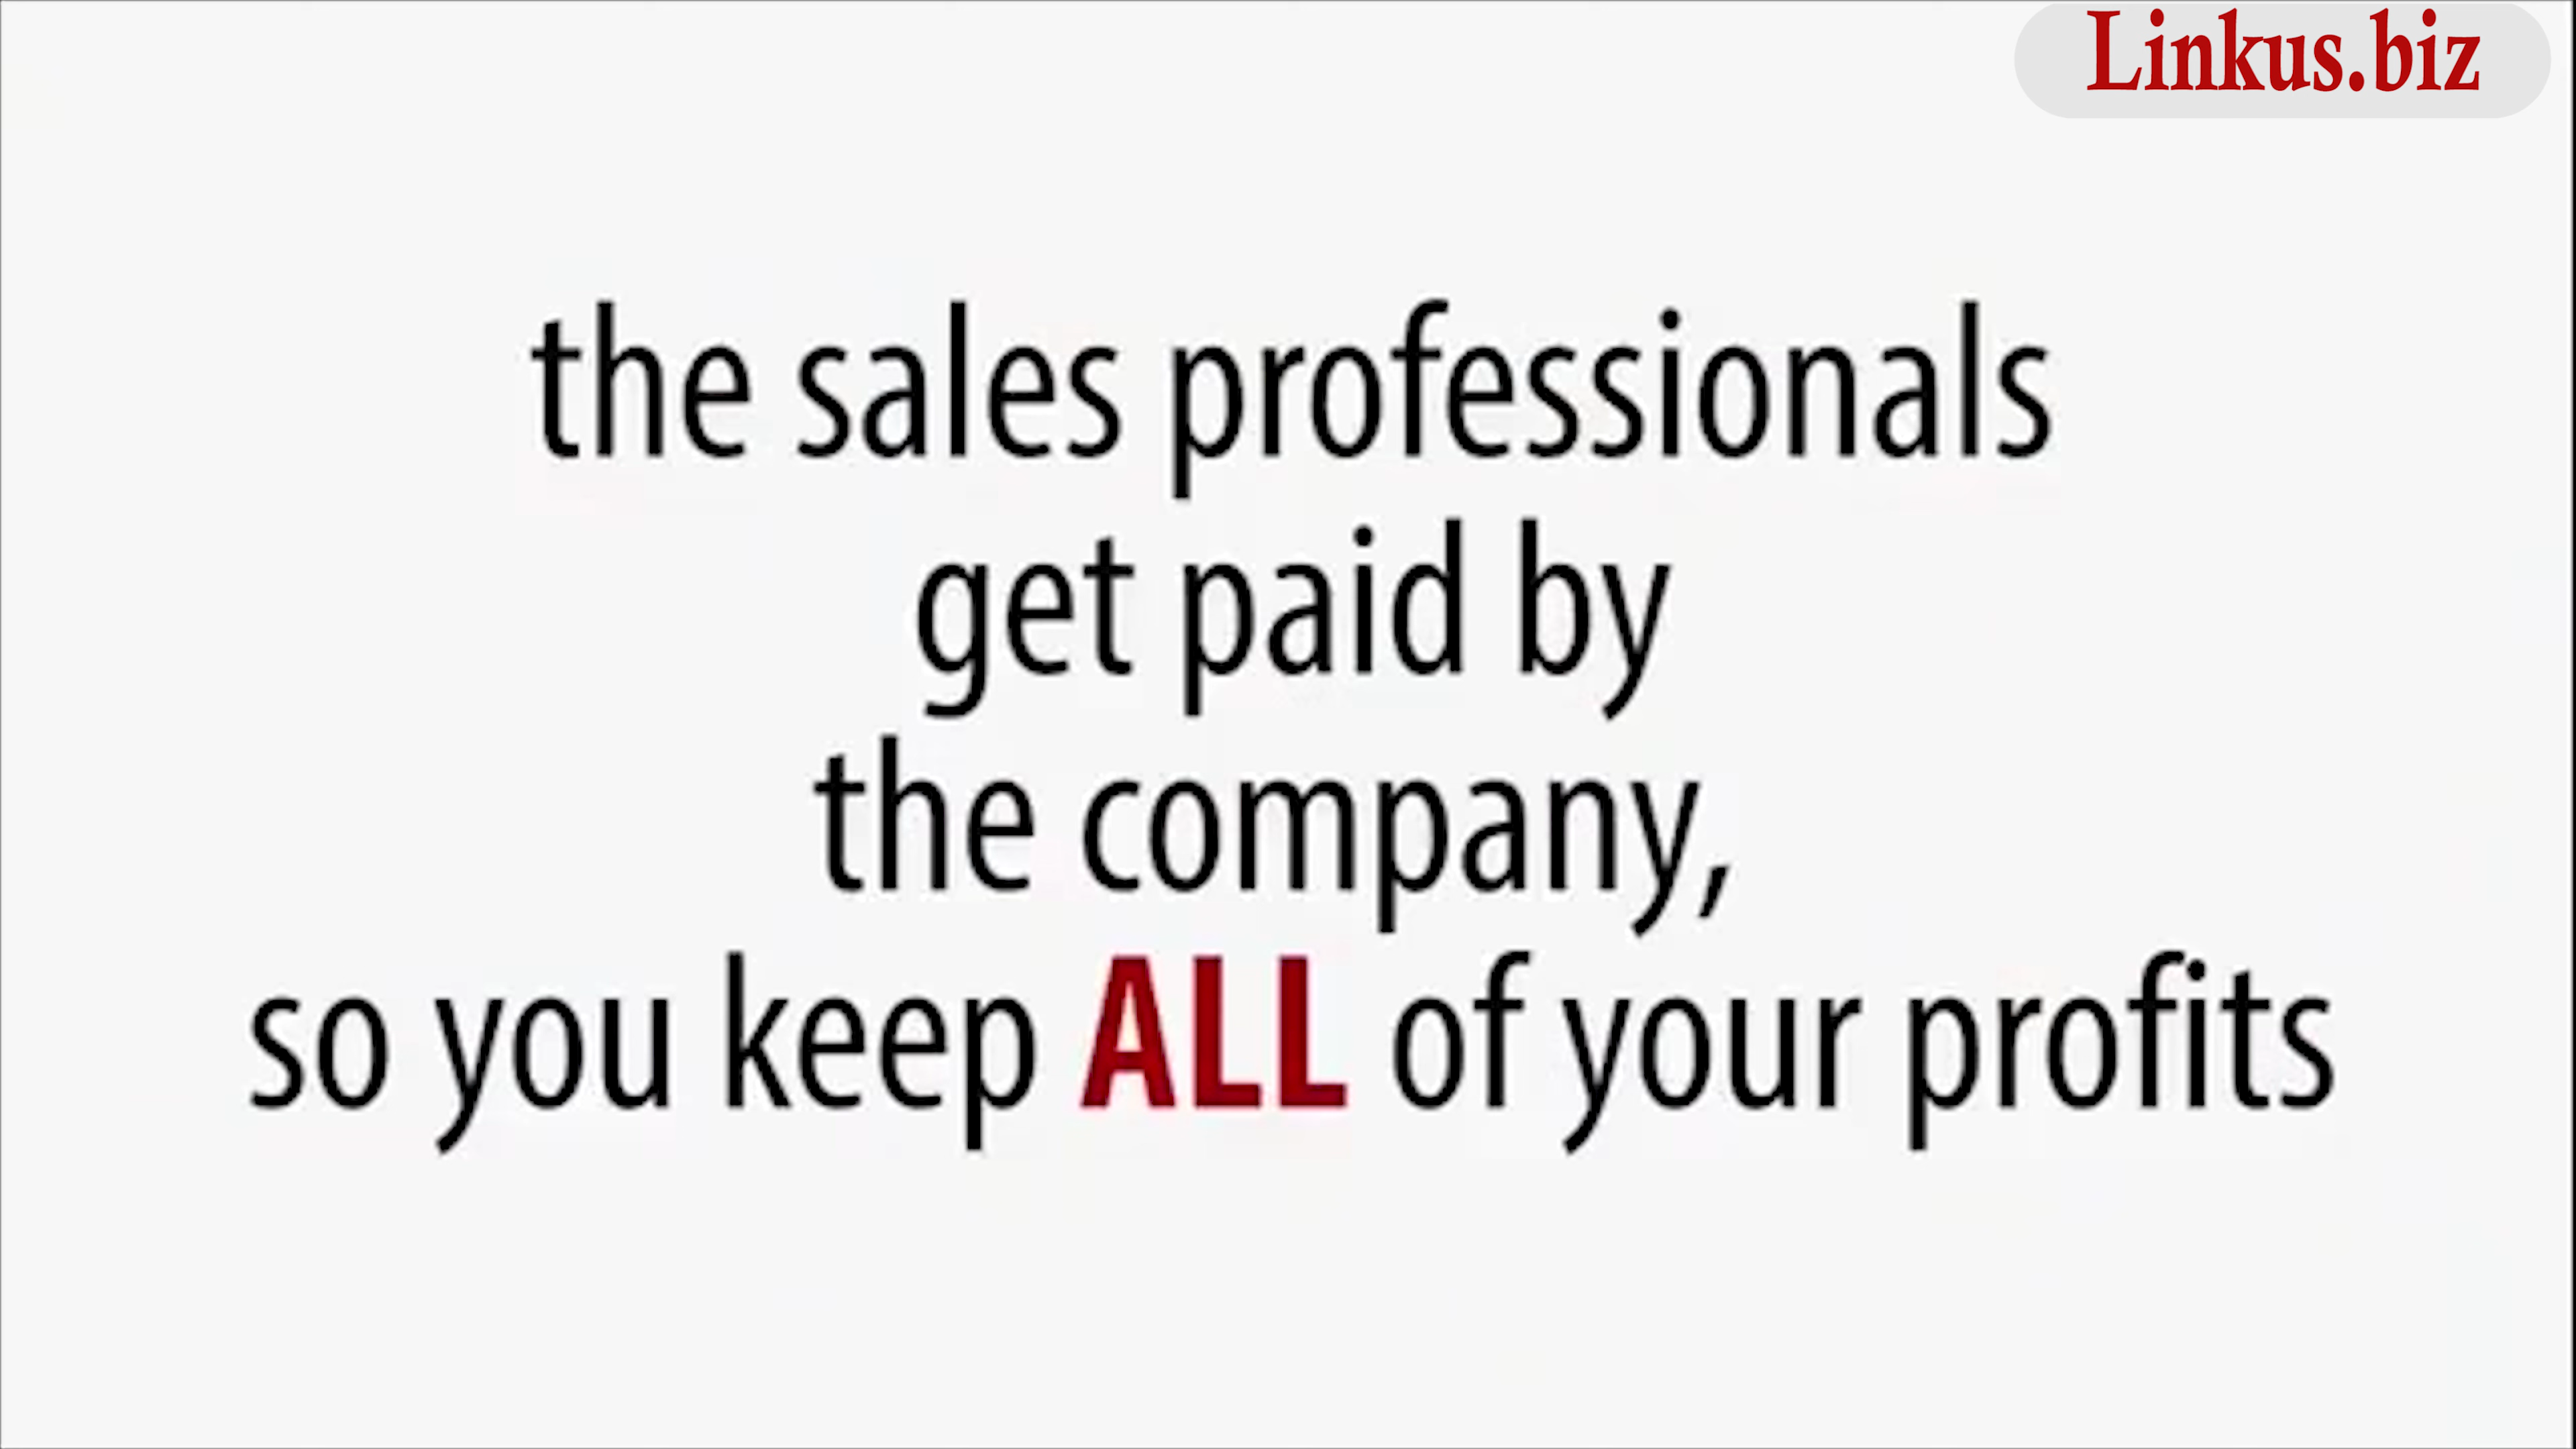 Linkus.biz
the sales professionals
get paid by
the company,
so you keep ALL of your profits